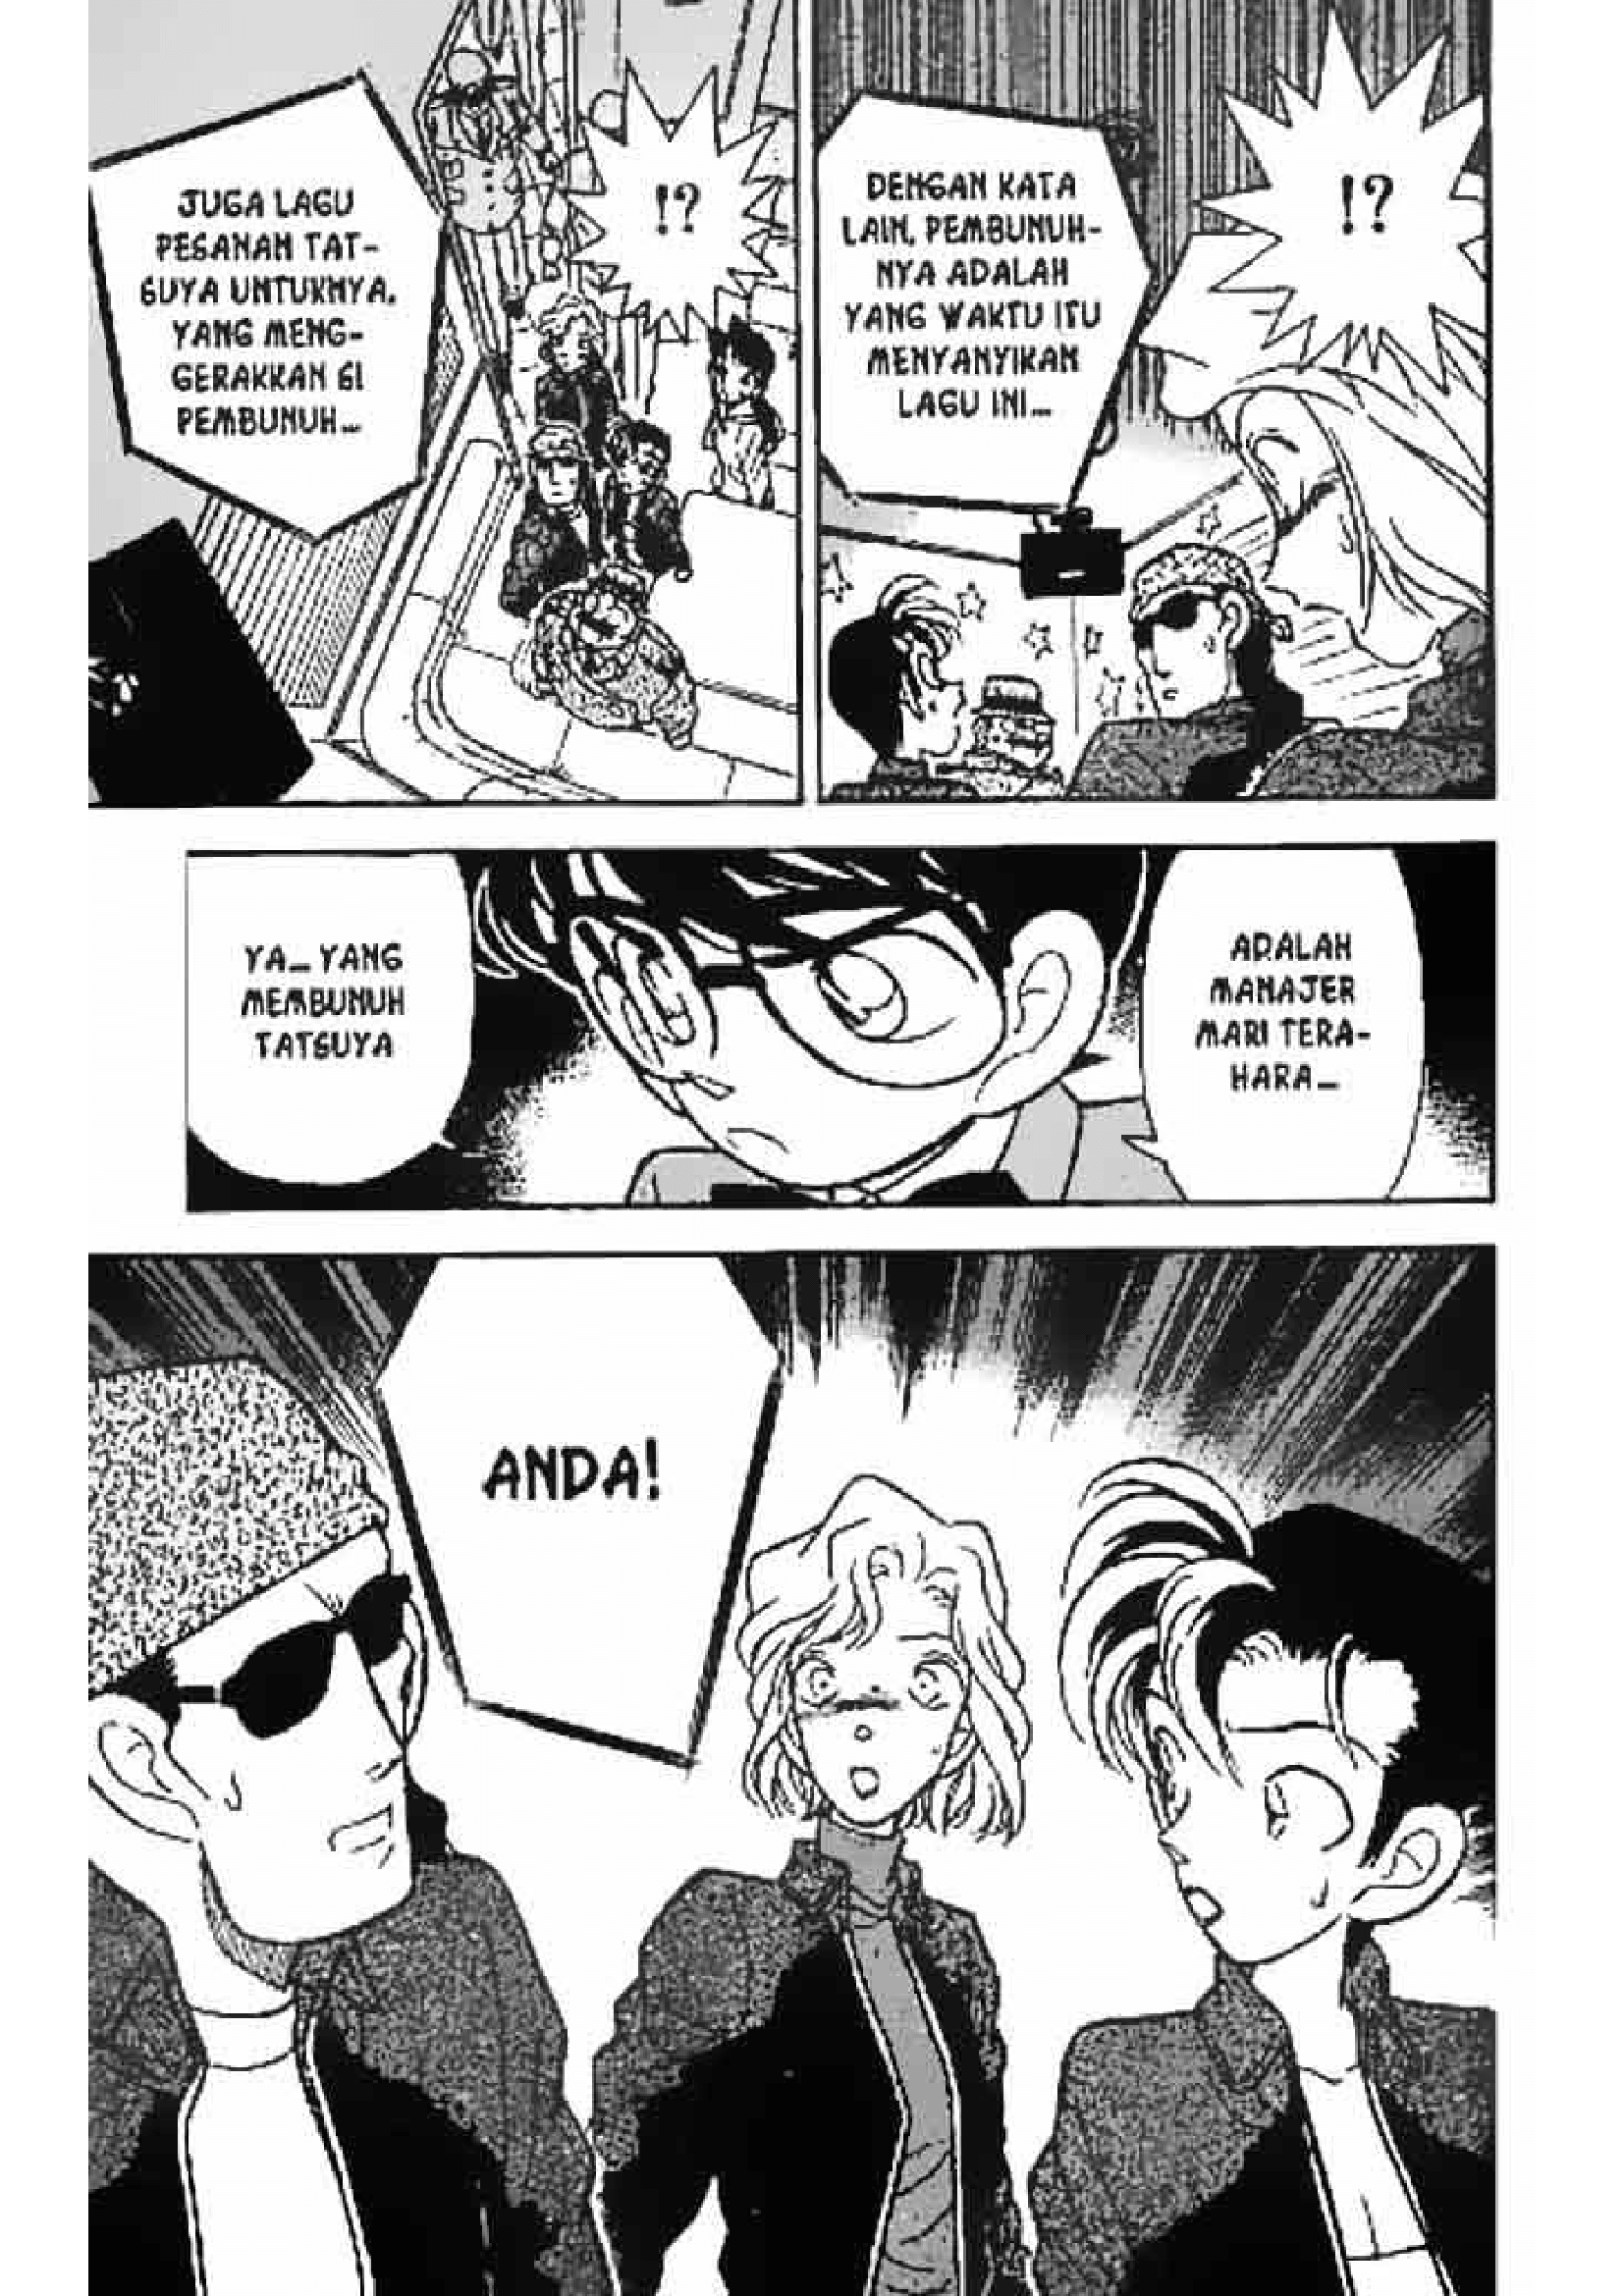 !?
DENGAN KATA
LAIN, PEMBUNUH-
NYA ADALAH
YANG WAKTU ITU
MENYANYIKAN
LAGU INI...
!?
JUGA LAGU
PESANAN TAT-
SUYA UNTUKNYA,
YANG MENG-
GERAKKAN SI
PEMBUNUH...
ADALAH
MANAJER
MARI TERA-
HARA...
YA... YANG
MEMBUNUH
TATSUYA
ANDA!